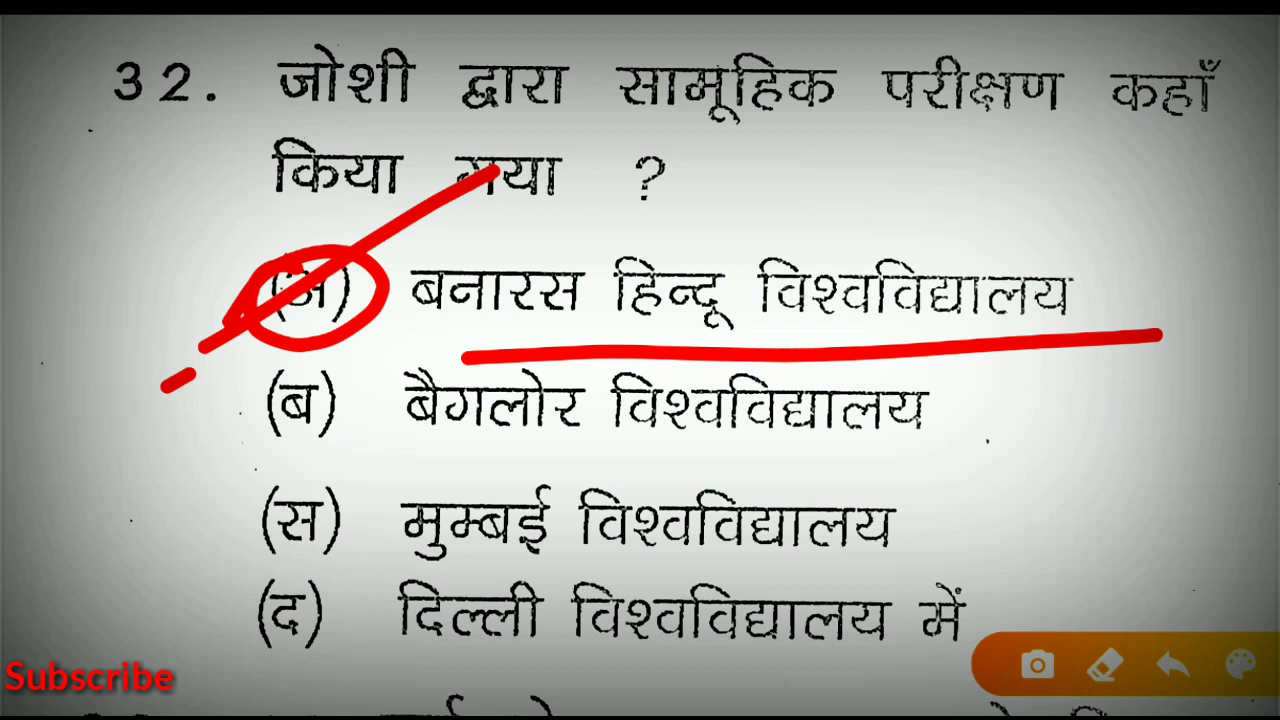 32. जोशी द्वारा सामूहिक परीक्षण कहाँ
किया गया ?
(अ) बनारस हिन्दू विश्वविद्यालय
(ब) बैगलोर विश्वविद्यालय
(स) मुम्बई विश्वविद्यालय
(द) दिल्ली विश्वविद्यालय में
Subscribe